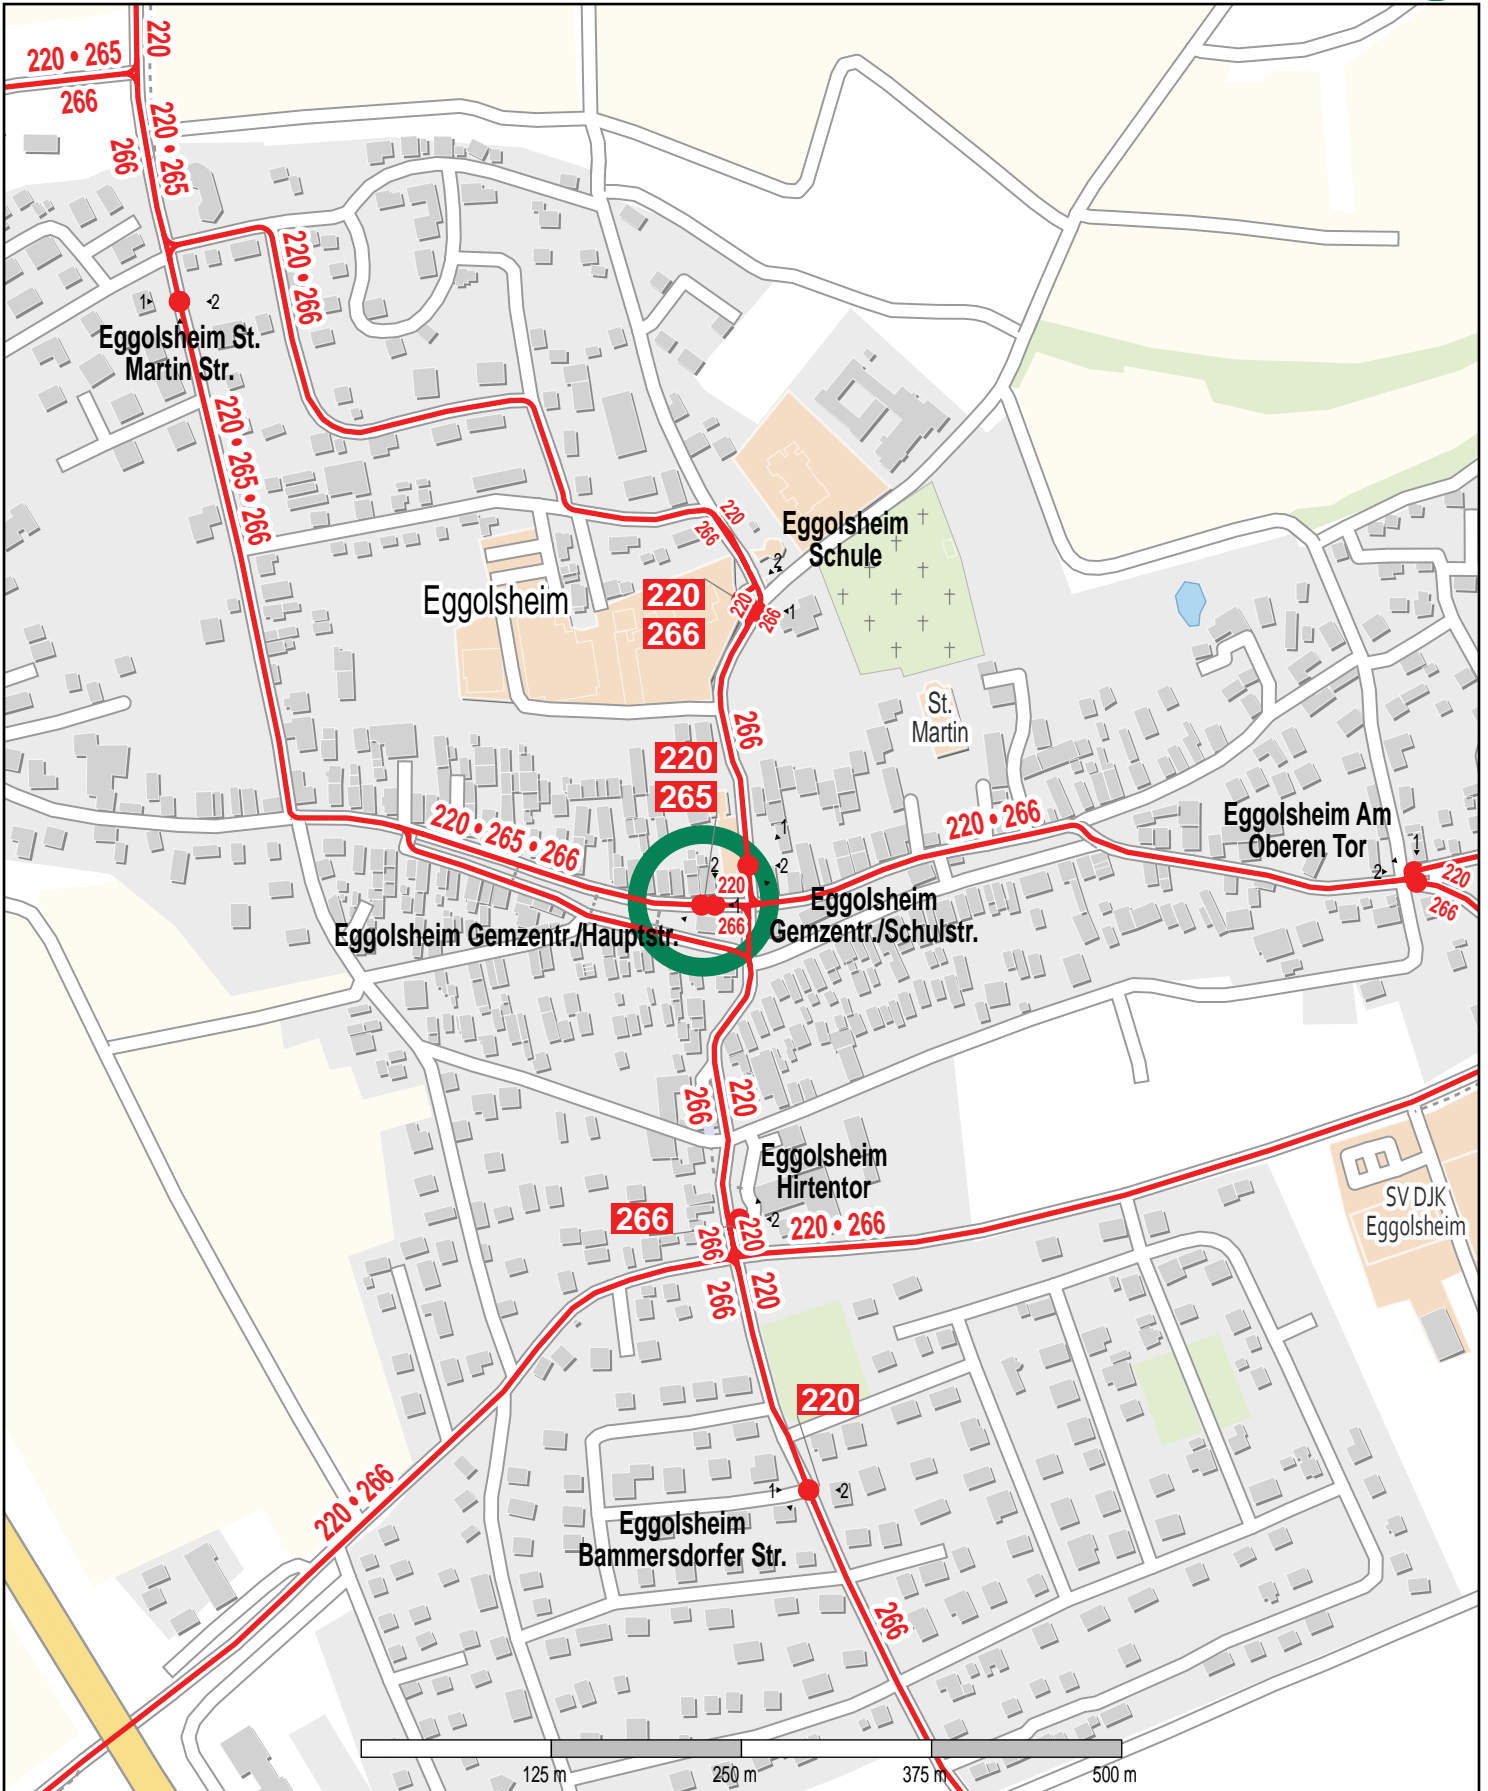 220
220 • 265
266
220 • 265
266
220 • 266
1
2
Eggolsheim St.
Martin Str.
220 • 265 • 266
220
266
Eggolsheim
Schule
2
Eggolsheim
220
266
220
266
1
St.
Martin
266
220
265
220 • 265 • 266
220 • 266
Eggolsheim Am
Oberen Tor
1
2
220
266
1
2
2
220
1
266
Eggolsheim
Gemzentr./Schulstr.
Eggolsheim Gemzentr./Hauptstr.
266
220
Eggolsheim
Hirtentor
2
266
220 • 266
266
220
SV DJK
Eggolsheim
266
220
220
220 • 266
1
2
Eggolsheim
Bammersdorfer Str.
266
125 m
250 m
375 m
500 m